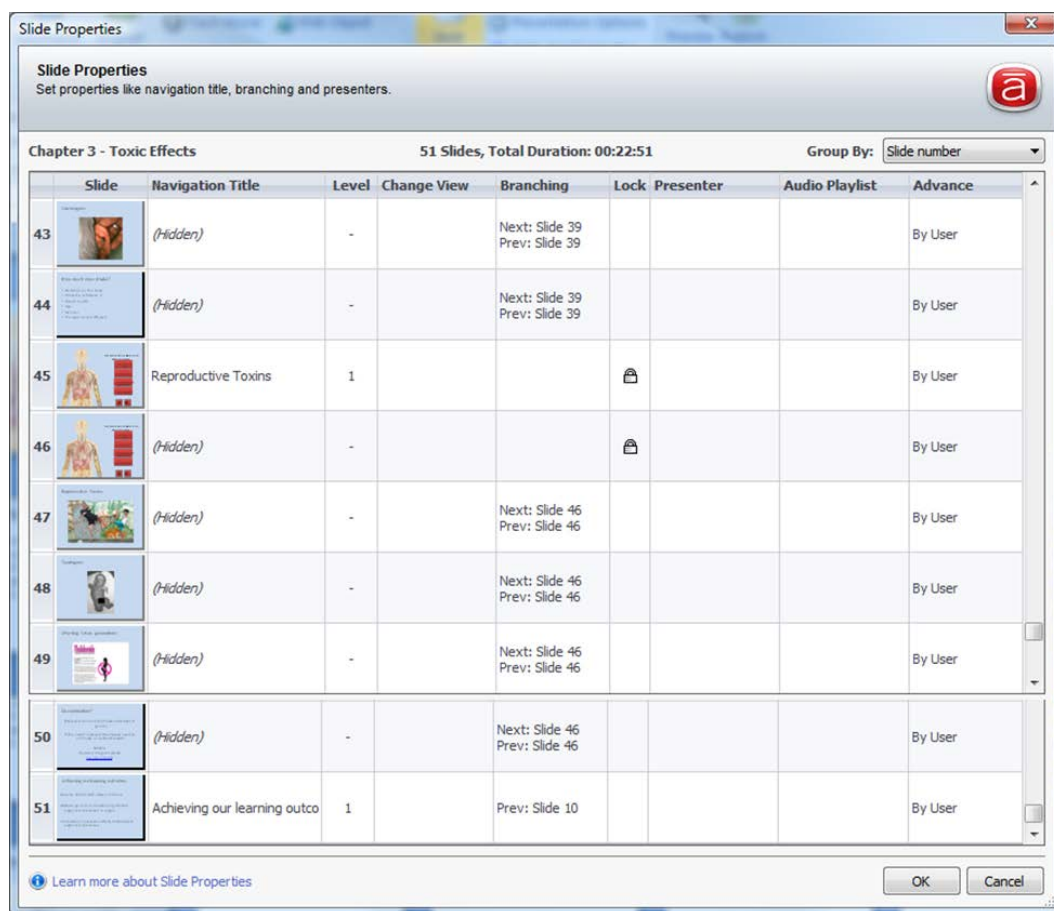 Slide Properties
Slide Properties
Set properties like navigation title, branching and presenters.
Chapter 3 - Toxic Effects 51 Slides, Total Duration: 00:22:51 Group By: Slide number
Slide Navigation Title Level Change View Branching Lock Presenter Audio Playlist Advance
43 (Hidden) - Next: Slide 39 By User
Prev: Slide 39
44 (Hidden) - Next: Slide 39 By User
Prev: Slide 39
45 Reproductive Toxins 1 By User
46 (Hidden) - By User
47 (Hidden) - Next: Slide 46 By User
Prev: Slide 46
48 (Hidden) - Next: Slide 46 By User
Prev: Slide 46
49 (Hidden) - Next: Slide 46 By User
Prev: Slide 46
50 (Hidden) - Next: Slide 46 By User
Prev: Slide 46
51 Achieving our learning outco 1 Prev: Slide 10 By User
Learn more about Slide Properties OK Cancel